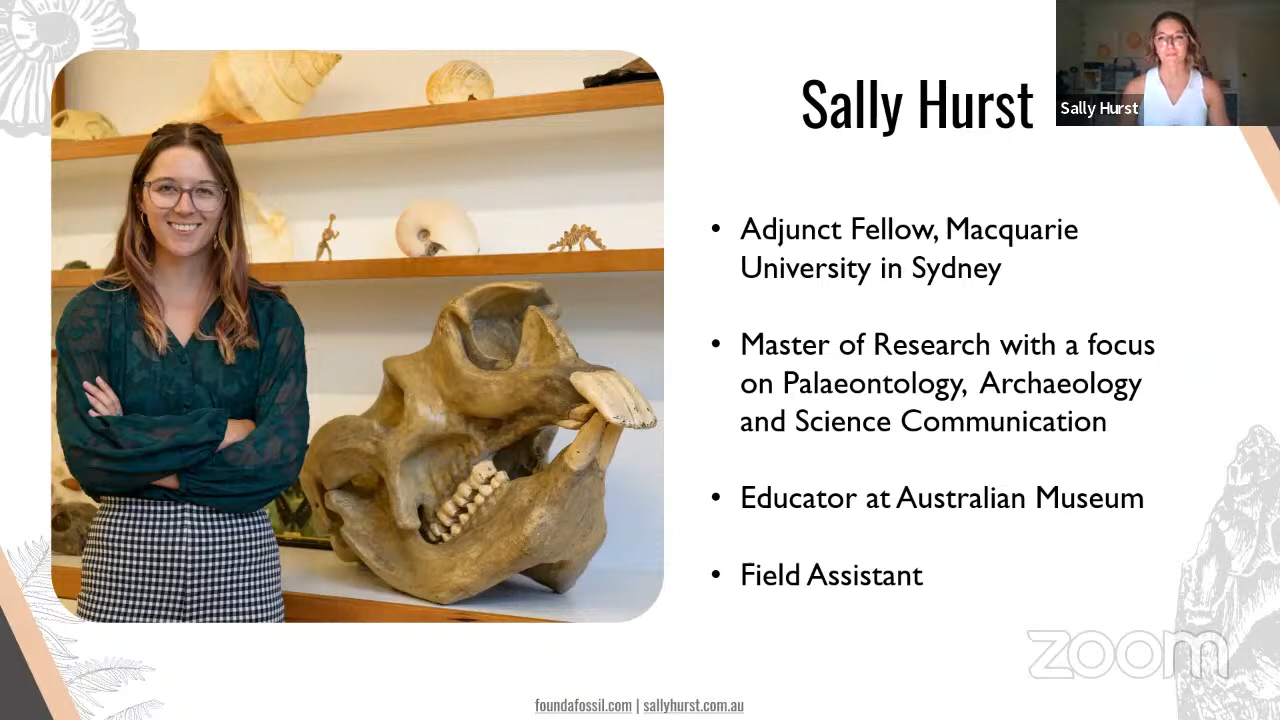 Sally Hurst
Sally Hurst
• Adjunct Fellow, Macquarie
University in Sydney
• Master of Research with a focus
on Palaeontology, Archaeology
and Science Communication
• Educator at Australian Museum
• Field Assistant
zoom
foundafossil.com | sallyhurst.com.au